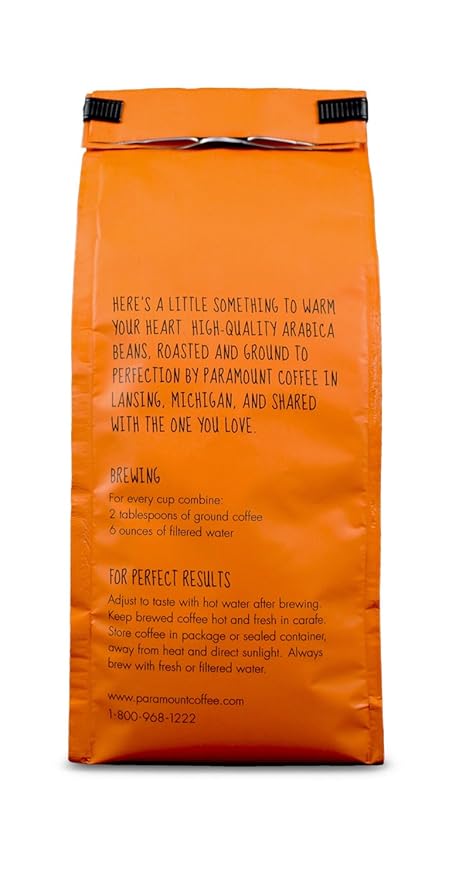 HERE'S A LITTLE SOMETHING TO WARM
YOUR HEART. HIGH-QUALITY ARABICA
BEANS, ROASTED AND GROUND TO
PERFECTION BY PARAMOUNT COFFEE IN
LANSING, MICHIGAN, AND SHARED
WITH THE ONE YOU LOVE.
BREWING
For every cup combine:
2 tablespoons of ground coffee
6 ounces of filtered water
FOR PERFECT RESULTS
Adjust to taste with hot water after brewing.
Keep brewed coffee hot and fresh in carafe.
Store coffee in package or sealed container,
away from heat and direct sunlight. Always
brew with fresh or filtered water.
www.paramountcoffee.com
1-800-968-1222